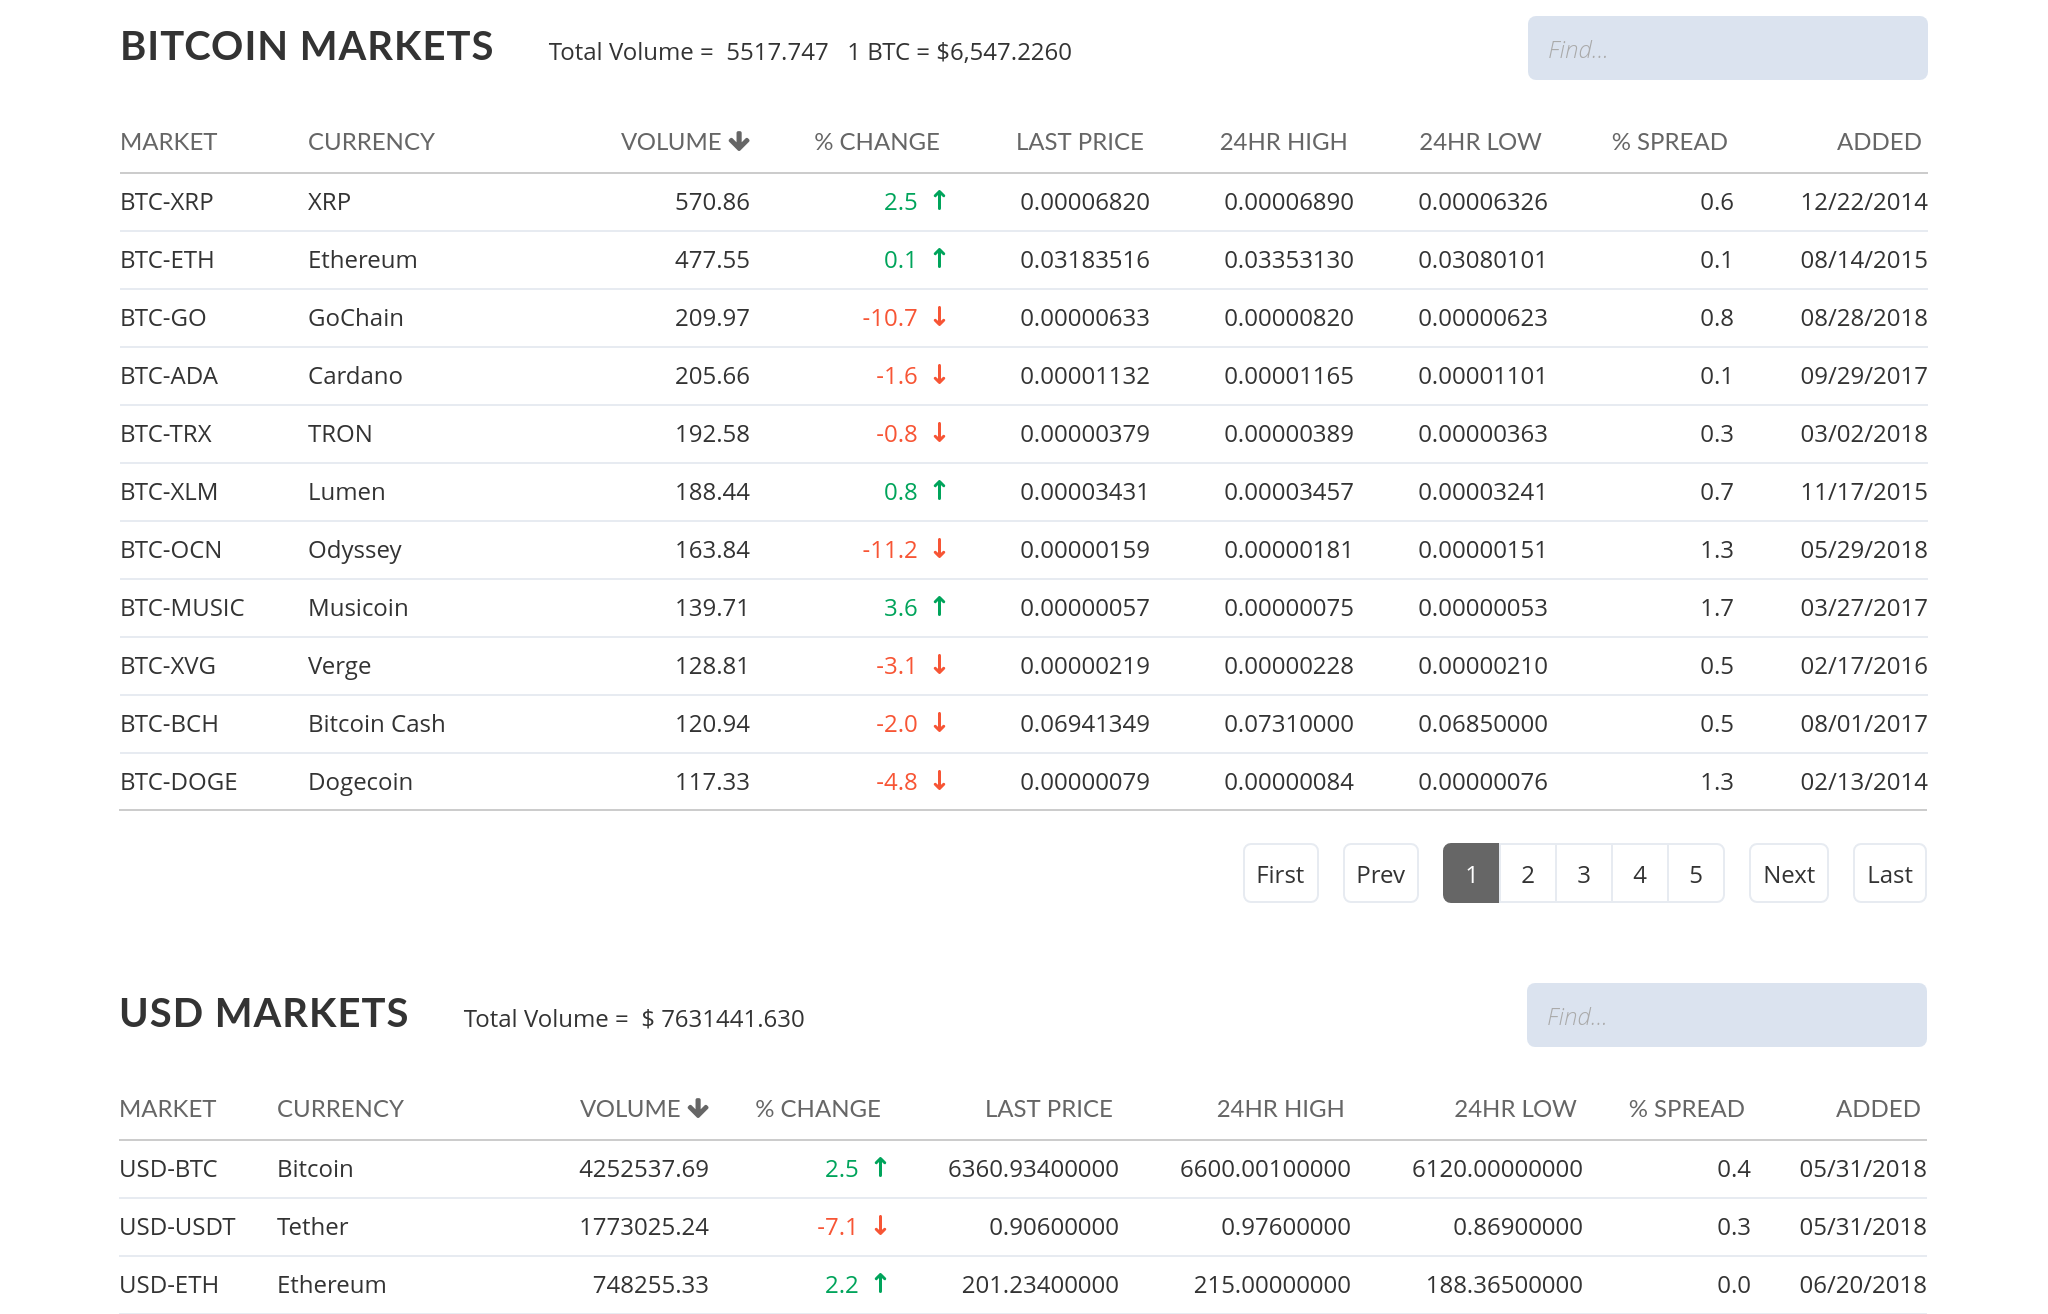 BITCOIN MARKETS Total Volume = 5517.747 1 BTC = $6,547.2260 Find...
MARKET CURRENCY VOLUME % CHANGE LAST PRICE 24HR HIGH 24HR LOW % SPREAD ADDED
BTC-XRP XRP 570.86 2.5 0.00006820 0.00006890 0.00006326 0.6 12/22/2014
BTC-ETH Ethereum 477.55 0.1 0.03183516 0.03353130 0.03080101 0.1 08/14/2015
BTC-GO GoChain 209.97 -10.7 0.00000633 0.00000820 0.00000623 0.8 08/28/2018
BTC-ADA Cardano 205.66 -1.6 0.00001132 0.00001165 0.00001101 0.1 09/29/2017
BTC-TRX TRON 192.58 -0.8 0.00000379 0.00000389 0.00000363 0.3 03/02/2018
BTC-XLM Lumen 188.44 0.8 0.00003431 0.00003457 0.00003241 0.7 11/17/2015
BTC-OCN Odyssey 163.84 -11.2 0.00000159 0.00000181 0.00000151 1.3 05/29/2018
BTC-MUSIC Musicoin 139.71 3.6 0.00000057 0.00000075 0.00000053 1.7 03/27/2017
BTC-XVG Verge 128.81 -3.1 0.00000219 0.00000228 0.00000210 0.5 02/17/2016
BTC-BCH Bitcoin Cash 120.94 -2.0 0.06941349 0.07310000 0.06850000 0.5 08/01/2017
BTC-DOGE Dogecoin 117.33 -4.8 0.00000079 0.00000084 0.00000076 1.3 02/13/2014
First Prev 1 2 3 4 5 Next Last
USD MARKETS Total Volume = $ 7631441.630 Find...
MARKET CURRENCY VOLUME % CHANGE LAST PRICE 24HR HIGH 24HR LOW % SPREAD ADDED
USD-BTC Bitcoin 4252537.69 2.5 6360.93400000 6600.00100000 6120.00000000 0.4 05/31/2018
USD-USDT Tether 1773025.24 -7.1 0.90600000 0.97600000 0.86900000 0.3 05/31/2018
USD-ETH Ethereum 748255.33 2.2 201.23400000 215.00000000 188.36500000 0.0 06/20/2018